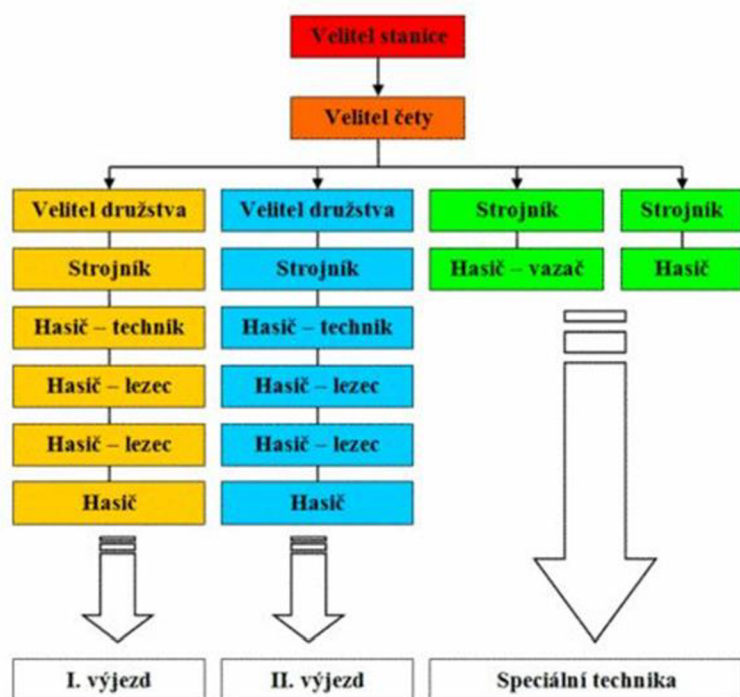 Velitel stanice
Velitel čety
Velitel družstva
Velitel družstva
Strojník
Strojník
Strojník
Strojník
Hasič – vazač
Hasič
Hasič – technik
Hasič – technik
Hasič – lezec
Hasič – lezec
Hasič – lezec
Hasič – lezec
Hasič
Hasič
I. výjezd
II. výjezd
Speciální technika